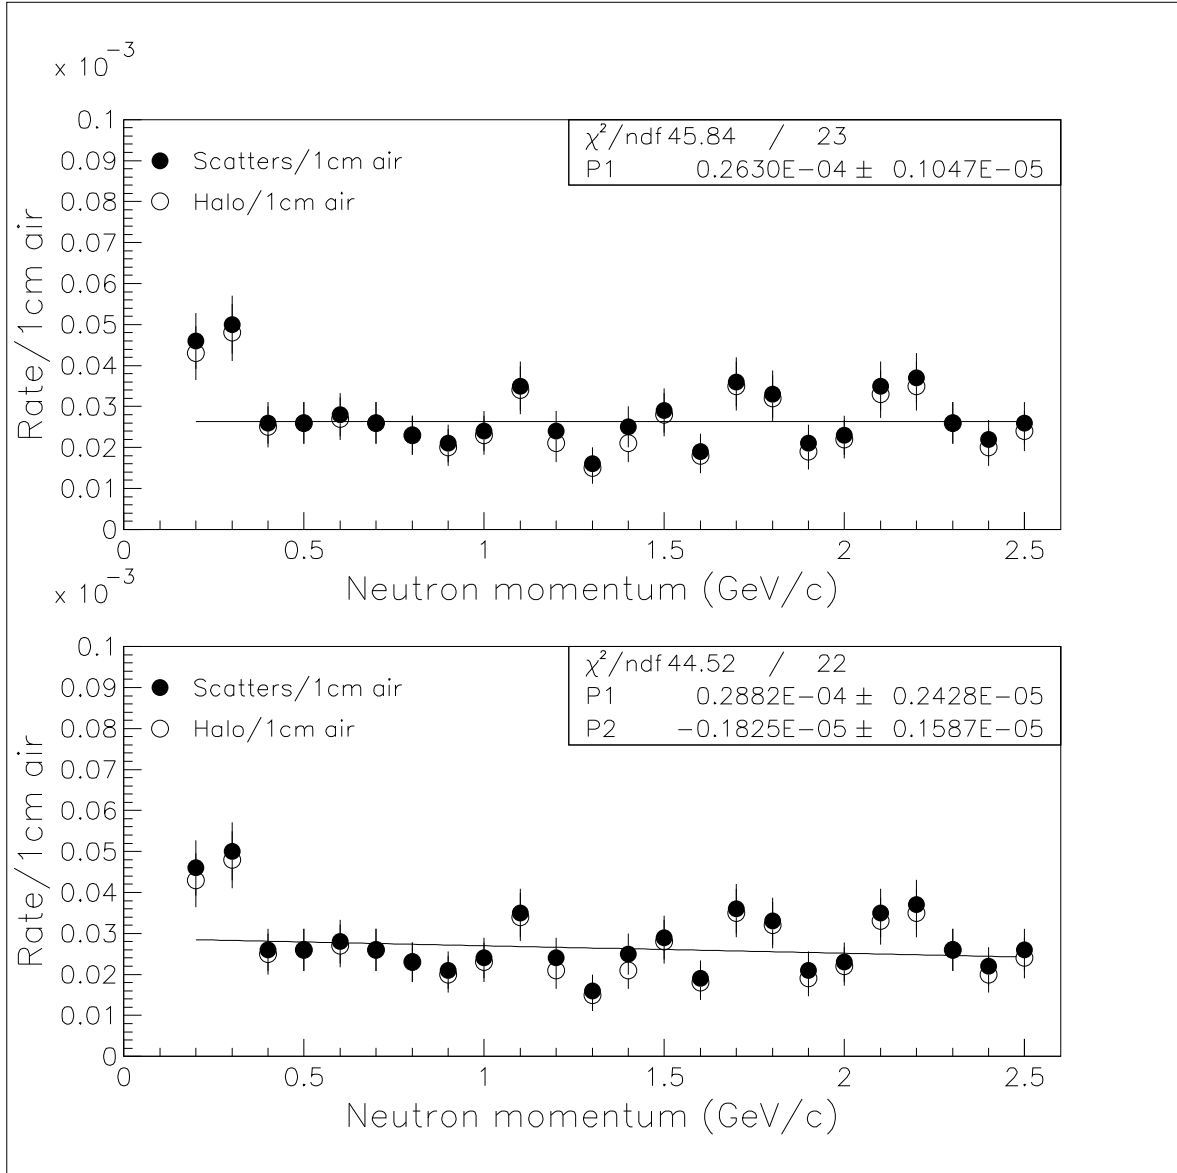 x 10⁻³
Rate/1cm air
0.1
0.09
0.08
0.07
0.06
0.05
0.04
0.03
0.02
0.01
0
χ²/ndf 45.84 / 23
P1 0.2630E−04 ± 0.1047E−05
Scatters/1cm air
Halo/1cm air
0 0.5 1 1.5 2 2.5
Neutron momentum (GeV/c)
x 10⁻³
Rate/1cm air
0.1
0.09
0.08
0.07
0.06
0.05
0.04
0.03
0.02
0.01
0
χ²/ndf 44.52 / 22
P1 0.2882E−04 ± 0.2428E−05
P2 −0.1825E−05 ± 0.1587E−05
Scatters/1cm air
Halo/1cm air
0 0.5 1 1.5 2 2.5
Neutron momentum (GeV/c)